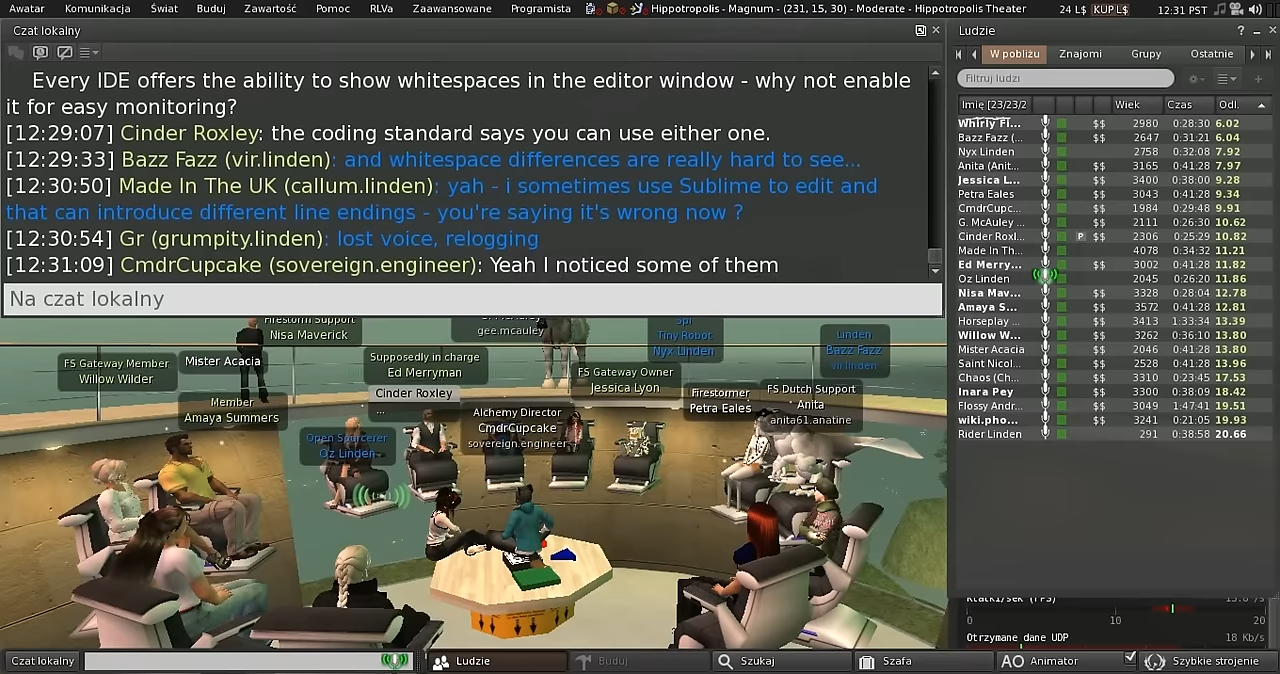 Awatar Komunikacja Świat Buduj Zawartość Pomoc RLVa Zaawansowane Programista Hippotropolis - Magnum - (231, 15, 30) - Moderate - Hippotropolis Theater 24 L$ KUP L$ 12:31 PST
Czat lokalny
Every IDE offers the ability to show whitespaces in the editor window - why not enable
it for easy monitoring?
[12:29:07] Cinder Roxley: the coding standard says you can use either one.
[12:29:33] Bazz Fazz (vir.linden): and whitespace differences are really hard to see...
[12:30:50] Made In The UK (callum.linden): yah - i sometimes use Sublime to edit and
that can introduce different line endings - you're saying it's wrong now ?
[12:30:54] Gr (grumpity.linden): lost voice, relogging
[12:31:09] CmdrCupcake (sovereign.engineer): Yeah I noticed some of them
Na czat lokalny
Firestorm Support
Nisa Maverick
gee.mcauley
Tiny Robot
Nyx Linden
Linden
Bazz Fazz
vir.linden
FS Gateway Member
Willow Wilder
Mister Acacia
Supposedly in charge
Ed Merryman
FS Gateway Owner
Jessica Lyon
Cinder Roxley
...
Firestormer
Petra Eales
FS Dutch Support
Anita
anita61.anatine
Member
Amaya Summers
Alchemy Director
CmdrCupcake
sovereign.engineer
Open Sourcerer
Oz Linden
Ludzie
W pobliżu Znajomi Grupy Ostatnie
Filtruj ludzi
Imię [23/23/2 Wiek Czas Odl.
Whirly Fi... $$ 2980 0:28:30 6.02
Bazz Fazz (... $$ 2647 0:31:21 6.04
Nyx Linden 2758 0:32:08 7.92
Anita (Anit... $$ 3165 0:41:28 7.97
Jessica L... $$ 3400 0:38:00 9.28
Petra Eales $$ 3043 0:41:28 9.34
CmdrCupc... $$ 1984 0:29:48 9.91
G. McAuley ... $$ 2111 0:26:39 10.62
Cinder Roxl... P $$ 2306 0:25:29 10.82
Made In Th... 4078 0:34:32 11.21
Ed Merry... $$ 3002 0:41:28 11.82
Oz Linden 2045 0:26:20 11.86
Nisa Mav... $$ 3328 0:28:04 12.78
Amaya S... $$ 3572 0:41:28 12.81
Horseplay ... $$ 3413 1:33:34 13.39
Willow W... $$ 3262 0:36:10 13.80
Mister Acacia $$ 2046 0:41:28 13.80
Saint Nicol... $$ 2528 0:41:28 13.96
Chaos (Ch... $$ 3310 0:23:45 17.53
Inara Pey $$ 3300 0:38:09 18.42
Flossy Andr... $$ 3049 1:47:41 19.51
wiki.pho... $$ 3241 0:21:05 19.93
Rider Linden 291 0:38:58 20.66
0 10 20
Otrzymane dane UDP 18 Kb/s
Czat lokalny Ludzie Buduj Szukaj Szafa AO Animator Szybkie strojenie